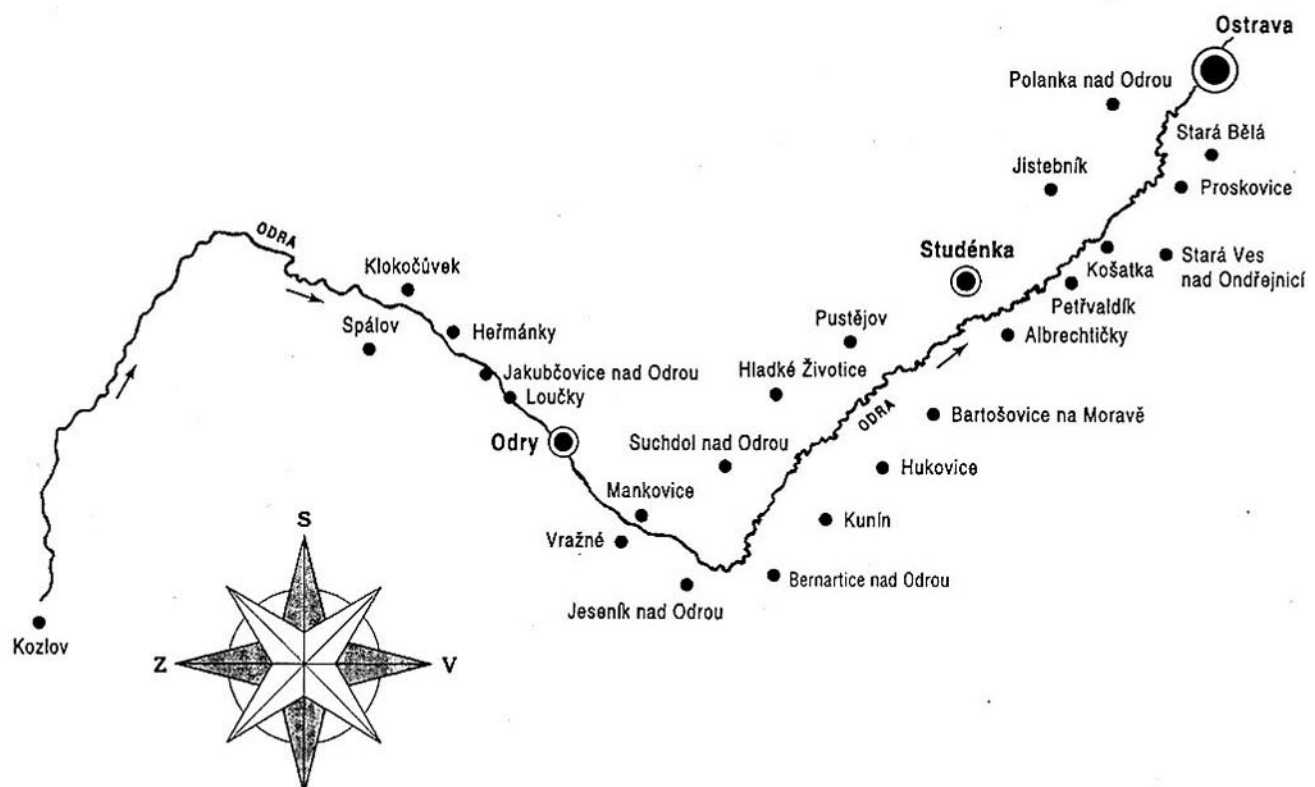 Ostrava
Polanka nad Odrou
Stará Bělá
Jistebník
Proskovice
ODRA
Klokočůvek
Studénka
Košatka
Stará Ves
nad Ondřejnicí
Petřvaldík
Spálov
Heřmánky
Pustějov
Albrechtičky
Jakubčovice nad Odrou
Hladké Životice
Loučky
ODRA
Bartošovice na Moravě
Odry
Suchdol nad Odrou
Hukovice
Mankovice
Kunín
S
Vražné
Bernartice nad Odrou
Jeseník nad Odrou
Kozlov
Z
V